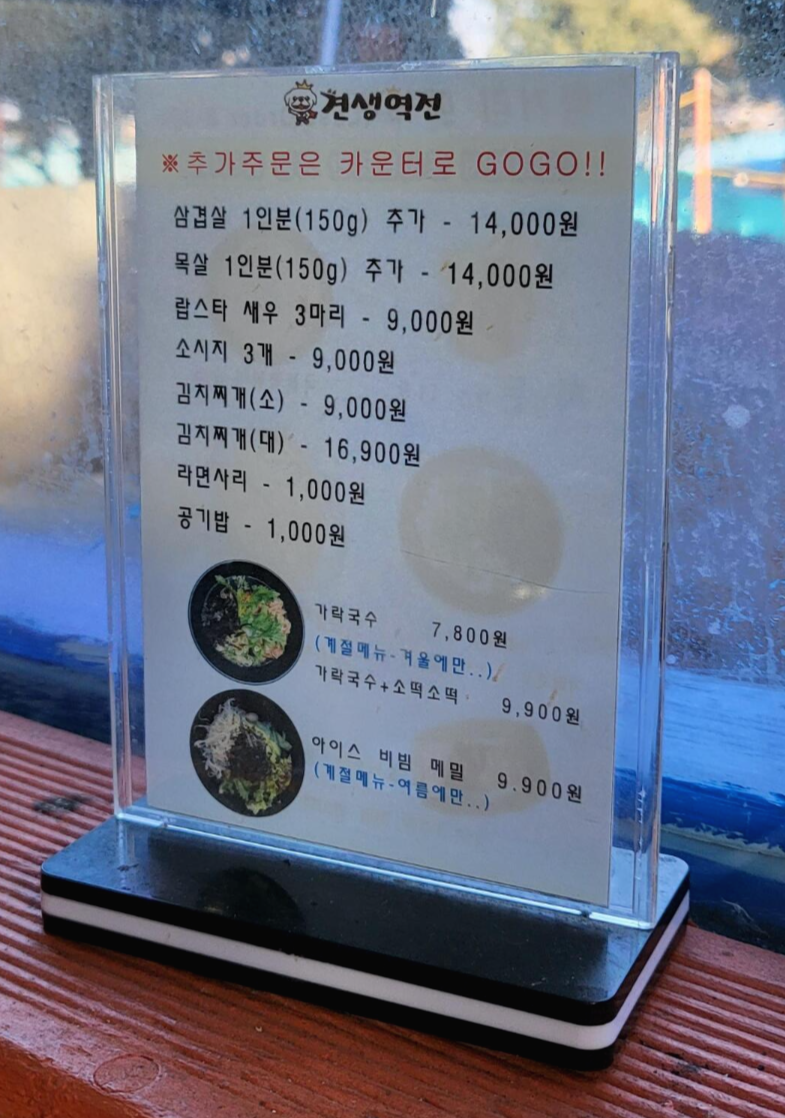 견생역전
※추가주문은 카운터로 GOGO!!
삼겹살 1인분(150g) 추가 - 14,000원
목살 1인분(150g) 추가 - 14,000원
랍스타 새우 3마리 - 9,000원
소시지 3개 - 9,000원
김치찌개(소) - 9,000원
김치찌개(대) - 16,900원
라면사리 - 1,000원
공기밥 - 1,000원
가락국수 7,800원
(계절메뉴-겨울에만..)
가락국수+소떡소떡 9,900원
아이스 비빔 메밀 9.900원
(계절메뉴-여름에만..)